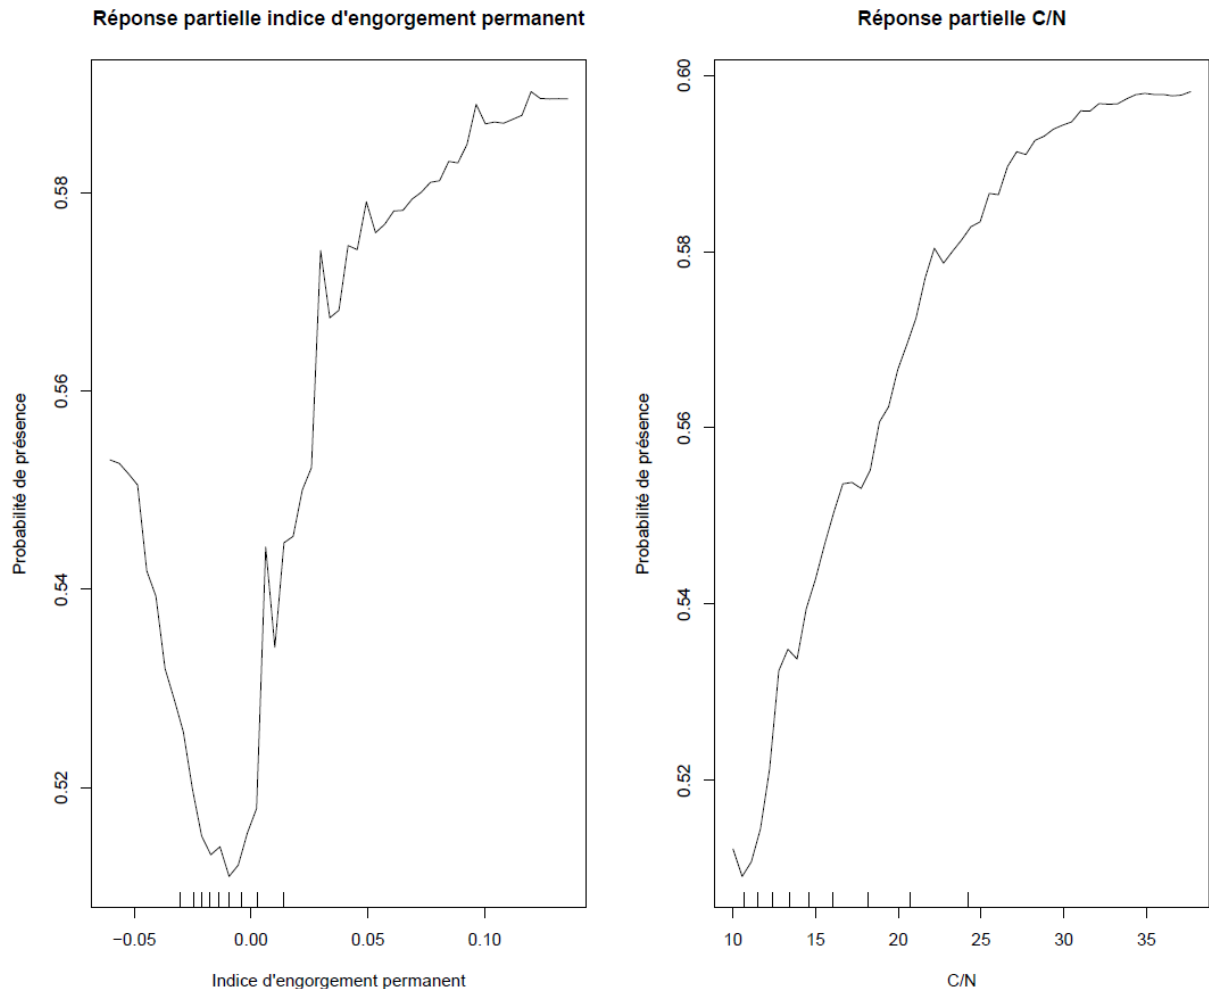 Réponse partielle indice d'engorgement permanent
Probabilité de présence
0.58
0.56
0.54
0.52
−0.05 0.00 0.05 0.10
Indice d'engorgement permanent
Réponse partielle C/N
Probabilité de présence
0.60
0.58
0.56
0.54
0.52
10 15 20 25 30 35
C/N